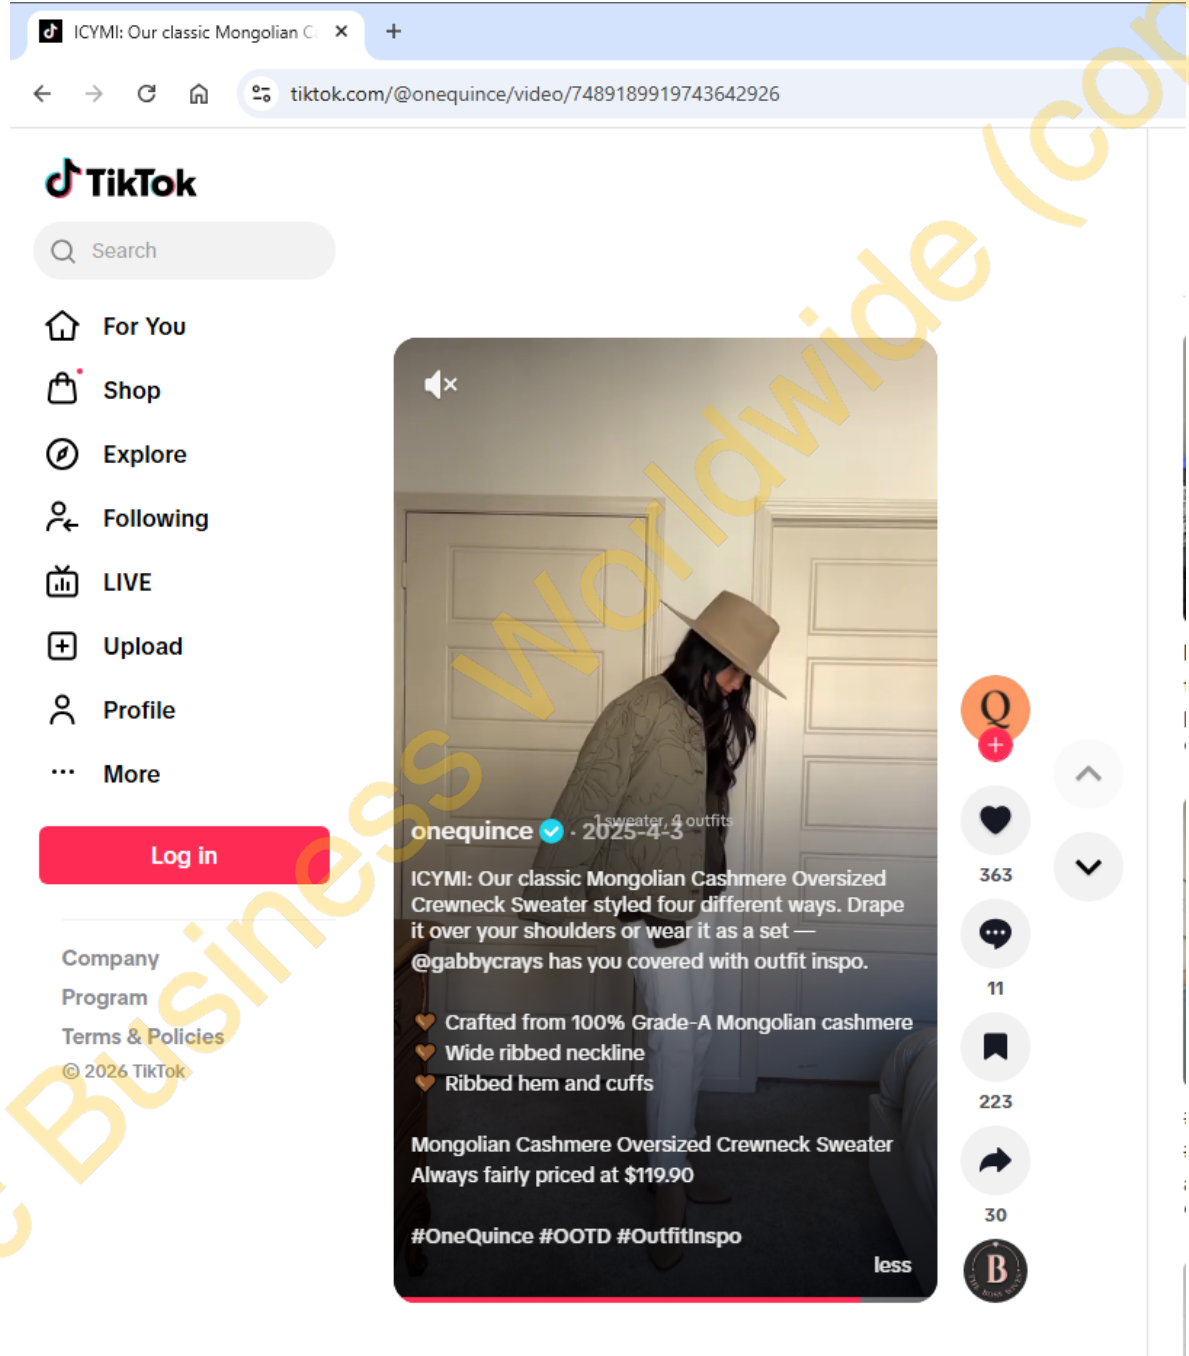 ICYMI: Our classic Mongolian
tiktok.com/@onequince/video/7489189919743642926
TikTok
Search
For You
Shop
Explore
Following
LIVE
Upload
Profile
More
Log in
Company
Program
Terms & Policies
© 2026 TikTok
1 sweater, 4 outfits
onequince · 2025-4-3
ICYMI: Our classic Mongolian Cashmere Oversized
Crewneck Sweater styled four different ways. Drape
it over your shoulders or wear it as a set —
@gabbycrays has you covered with outfit inspo.
🤎 Crafted from 100% Grade-A Mongolian cashmere
🤎 Wide ribbed neckline
🤎 Ribbed hem and cuffs
Mongolian Cashmere Oversized Crewneck Sweater
Always fairly priced at $119.90
#OneQuince #OOTD #OutfitInspo
less
Q
363
11
223
30
B
THE BOSS WIVES
Business Worldwide (cop